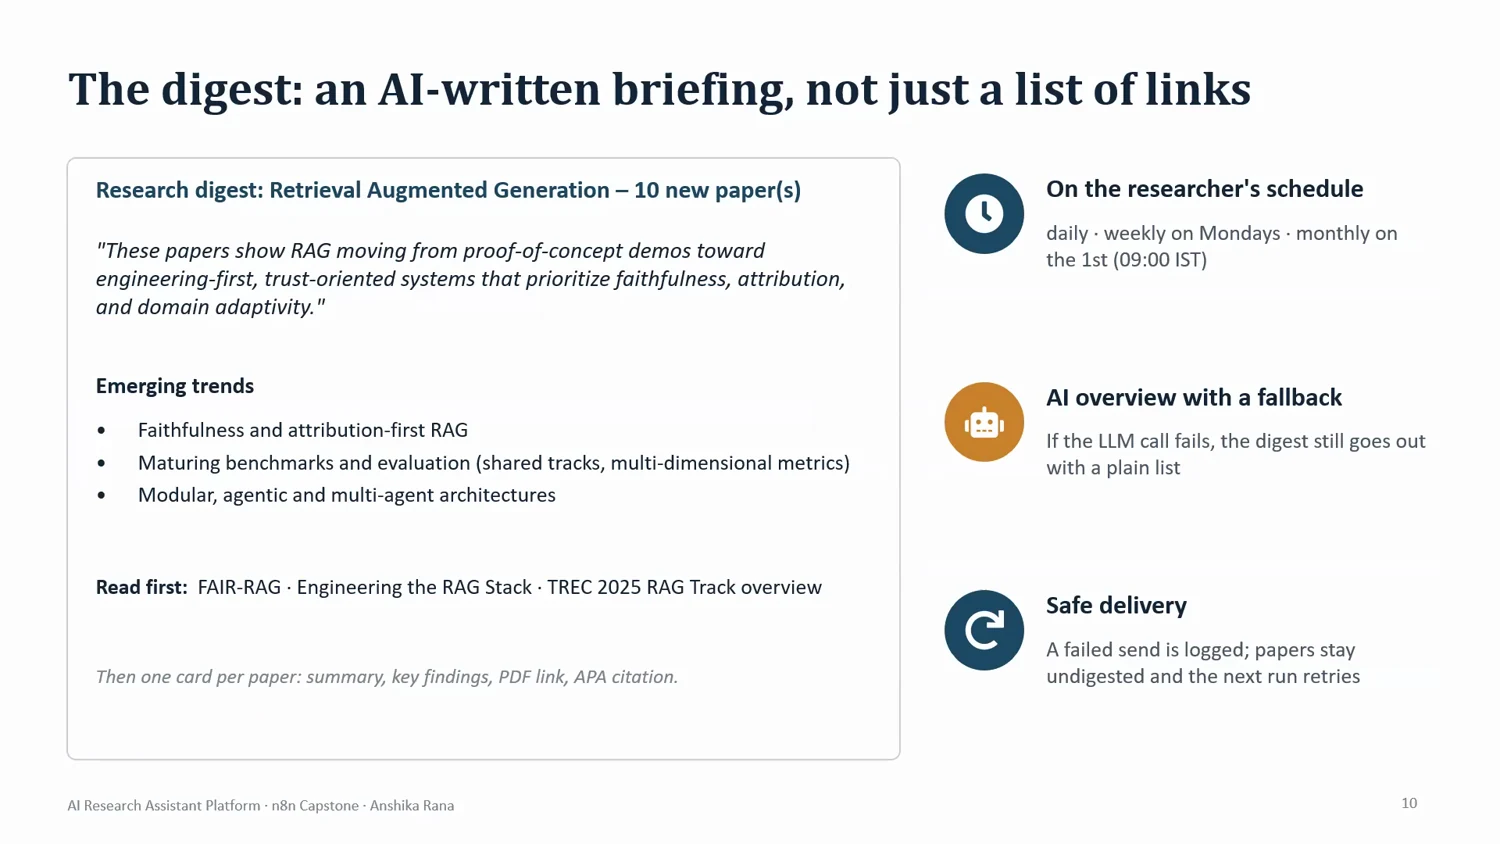 The digest: an AI-written briefing, not just a list of links
Research digest: Retrieval Augmented Generation – 10 new paper(s)
"These papers show RAG moving from proof-of-concept demos toward
engineering-first, trust-oriented systems that prioritize faithfulness, attribution,
and domain adaptivity."
Emerging trends
• Faithfulness and attribution-first RAG
• Maturing benchmarks and evaluation (shared tracks, multi-dimensional metrics)
• Modular, agentic and multi-agent architectures
Read first: FAIR-RAG · Engineering the RAG Stack · TREC 2025 RAG Track overview
Then one card per paper: summary, key findings, PDF link, APA citation.
On the researcher's schedule
daily · weekly on Mondays · monthly on
the 1st (09:00 IST)
AI overview with a fallback
If the LLM call fails, the digest still goes out
with a plain list
Safe delivery
A failed send is logged; papers stay
undigested and the next run retries
AI Research Assistant Platform · n8n Capstone · Anshika Rana
10